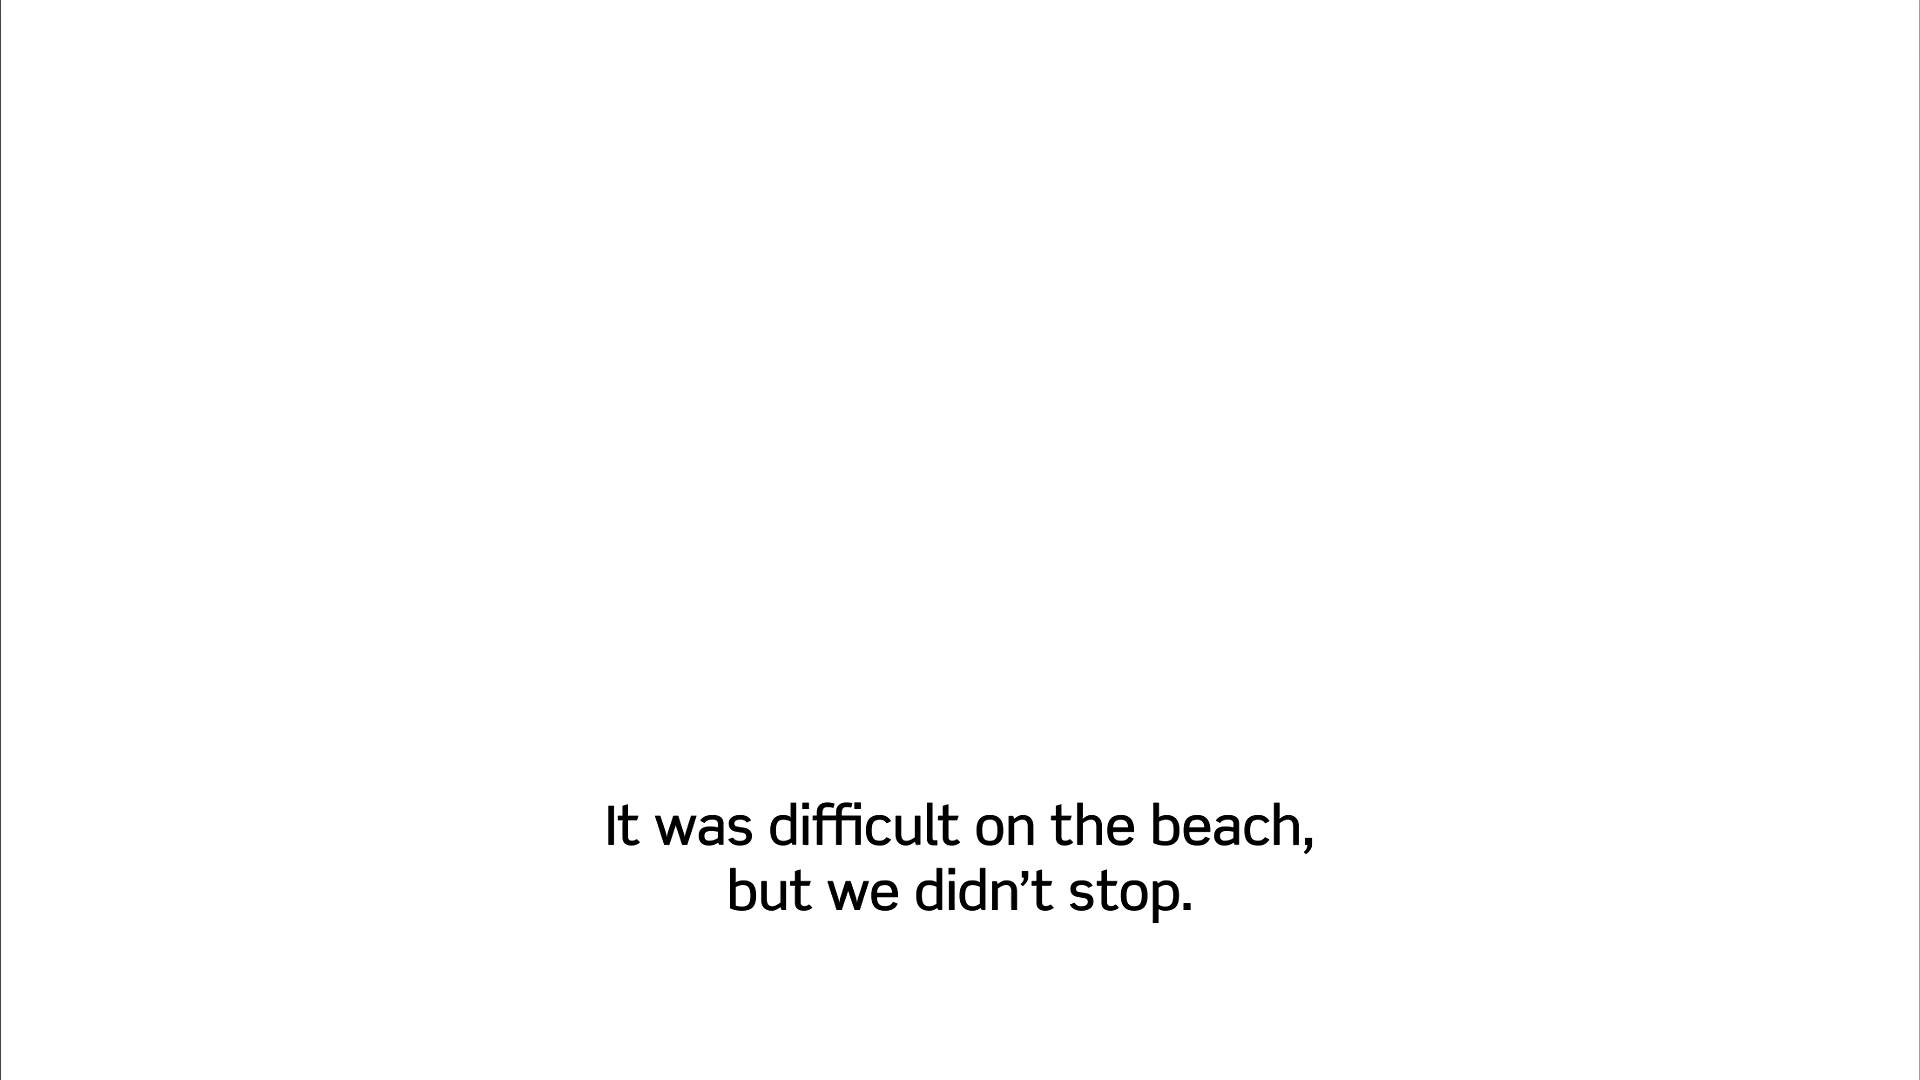 It was difficult on the beach,
but we didn’t stop.